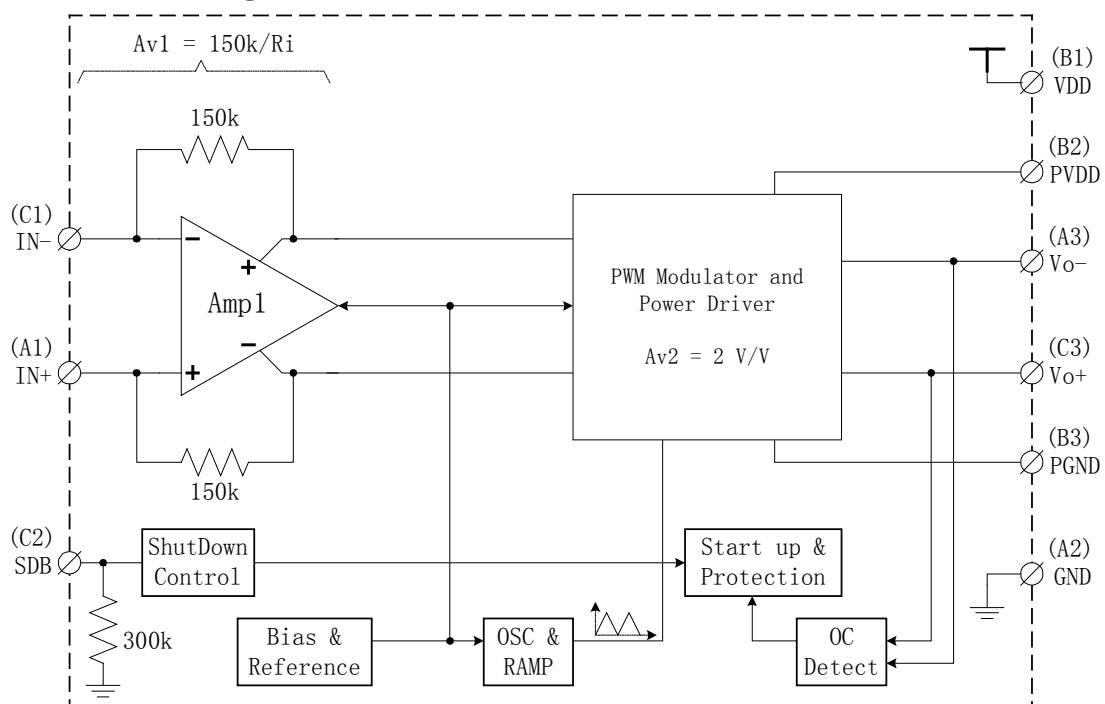 Av1 = 150k/Ri
(B1)
VDD
150k
(B2)
PVDD
(C1)
IN-
(A3)
Vo-
-
+
Amp1
PWM Modulator and
Power Driver
Av2 = 2 V/V
(A1)
IN+
-
+
(C3)
Vo+
(B3)
PGND
150k
(C2)
SDB
ShutDown
Control
Start up &
Protection
(A2)
GND
300k
Bias &
Reference
OSC &
RAMP
OC
Detect